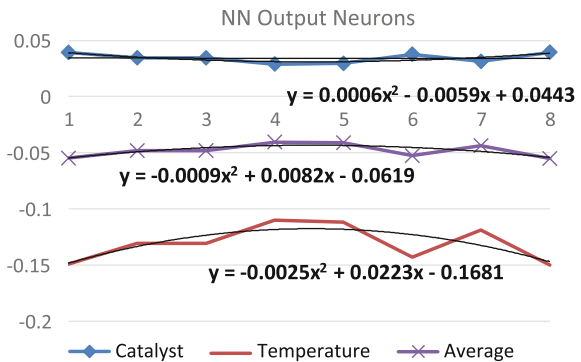 NN Output Neurons
0.05
y = 0.0006x² - 0.0059x + 0.0443
0
1 2 3 4 5 6 7 8
-0.05
y = -0.0009x² + 0.0082x - 0.0619
-0.1
-0.15
y = -0.0025x² + 0.0223x - 0.1681
-0.2
Catalyst Temperature Average